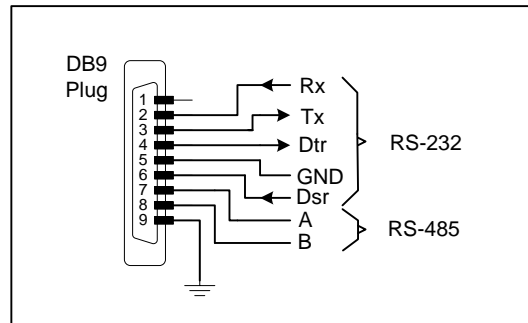 DB9
Plug
1
2
3
4
5
6
7
8
9
Rx
Tx
Dtr
GND
Dsr
A
B
RS-232
RS-485